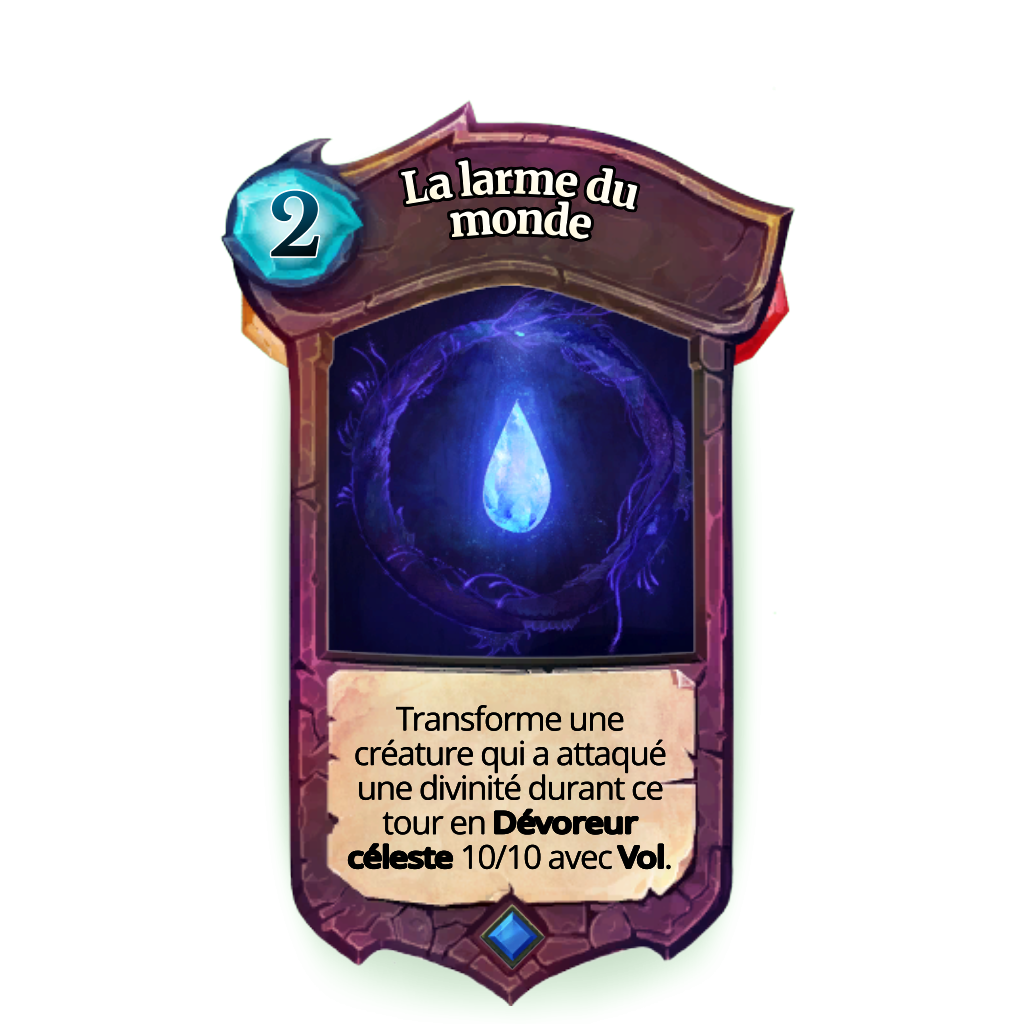 2
La larme du
monde
Transforme une
créature qui a attaqué
une divinité durant ce
tour en Dévoreur
céleste 10/10 avec Vol.